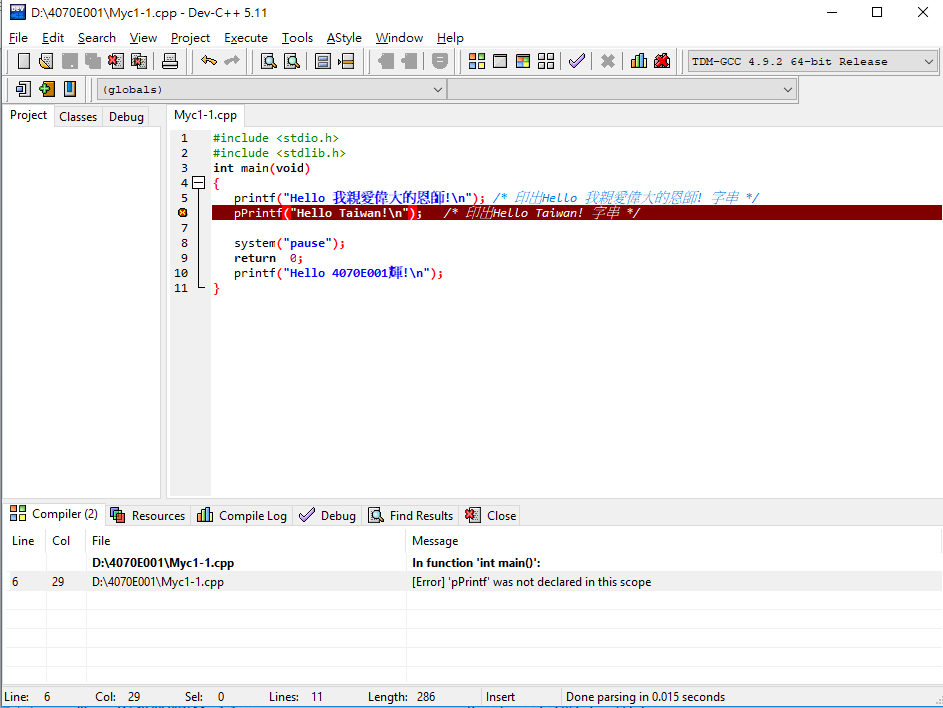 D:\4070E001\Myc1-1.cpp - Dev-C++ 5.11
File Edit Search View Project Execute Tools AStyle Window Help
TDM-GCC 4.9.2 64-bit Release
(globals)
Project Classes Debug Myc1-1.cpp
1 #include <stdio.h>
2 #include <stdlib.h>
3 int main(void)
4 {
5 printf("Hello 我親愛偉大的恩師!\n"); /* 印出Hello 我親愛偉大的恩師! 字串 */
pPrintf("Hello Taiwan!\n"); /* 印出Hello Taiwan! 字串 */
7
8 system("pause");
9 return 0;
10 printf("Hello 4070E001輝!\n");
11 }
Compiler (2) Resources Compile Log Debug Find Results Close
Line Col File Message
D:\4070E001\Myc1-1.cpp In function 'int main()':
6 29 D:\4070E001\Myc1-1.cpp [Error] 'pPrintf' was not declared in this scope
Line: 6 Col: 29 Sel: 0 Lines: 11 Length: 286 Insert Done parsing in 0.015 seconds